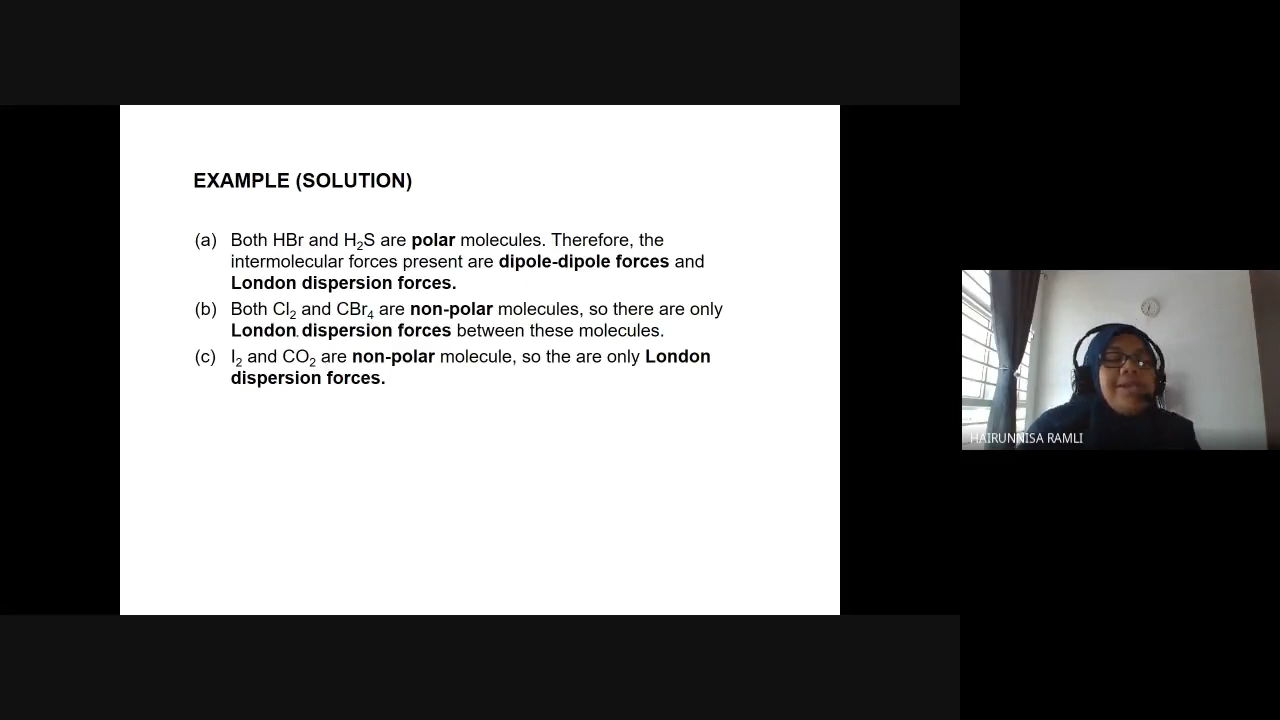 EXAMPLE (SOLUTION)
(a) Both HBr and H₂S are polar molecules. Therefore, the
intermolecular forces present are dipole-dipole forces and
London dispersion forces.
(b) Both Cl₂ and CBr₄ are non-polar molecules, so there are only
London dispersion forces between these molecules.
(c) I₂ and CO₂ are non-polar molecule, so the are only London
dispersion forces.
HAIRUNNISA RAMLI